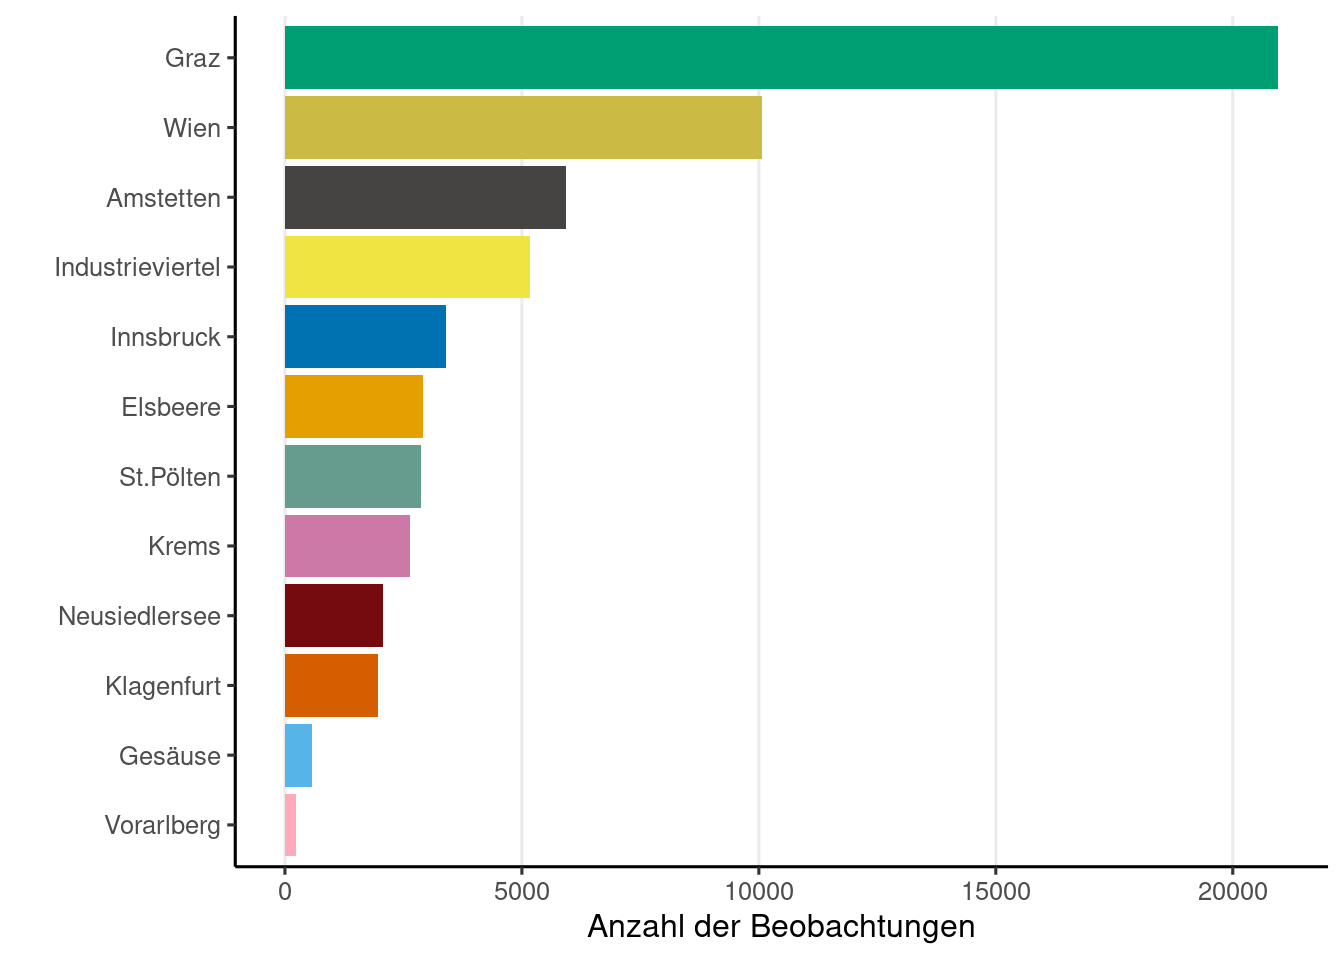 Graz
Wien
Amstetten
Industrieviertel
Innsbruck
Elsbeere
St.Pölten
Krems
Neusiedlersee
Klagenfurt
Gesäuse
Vorarlberg
0 5000 10000 15000 20000
Anzahl der Beobachtungen